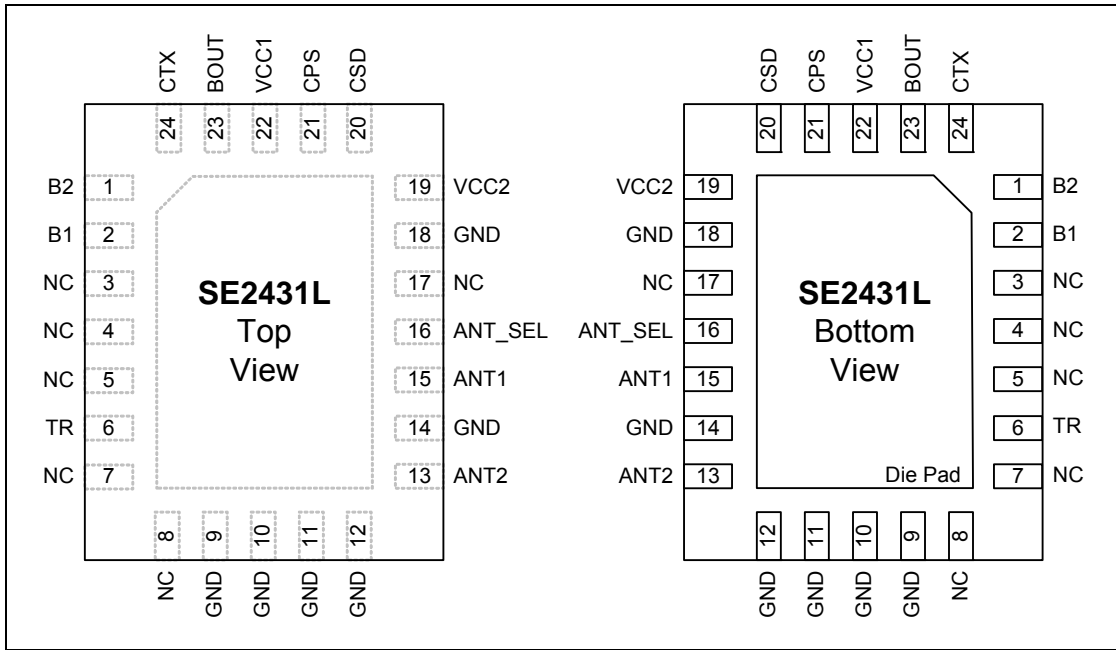 CTX BOUT VCC1 CPS CSD
24 23 22 21 20
B2 1 19 VCC2
B1 2 18 GND
NC 3 17 NC
NC 4 16 ANT_SEL
NC 5 15 ANT1
TR 6 14 GND
NC 7 13 ANT2
SE2431L
Top
View
8 9 10 11 12
NC GND GND GND GND
CSD CPS VCC1 BOUT CTX
20 21 22 23 24
VCC2 19 1 B2
GND 18 2 B1
NC 17 3 NC
ANT_SEL 16 4 NC
ANT1 15 5 NC
GND 14 6 TR
ANT2 13 7 NC
SE2431L
Bottom
View
Die Pad
12 11 10 9 8
GND GND GND GND NC